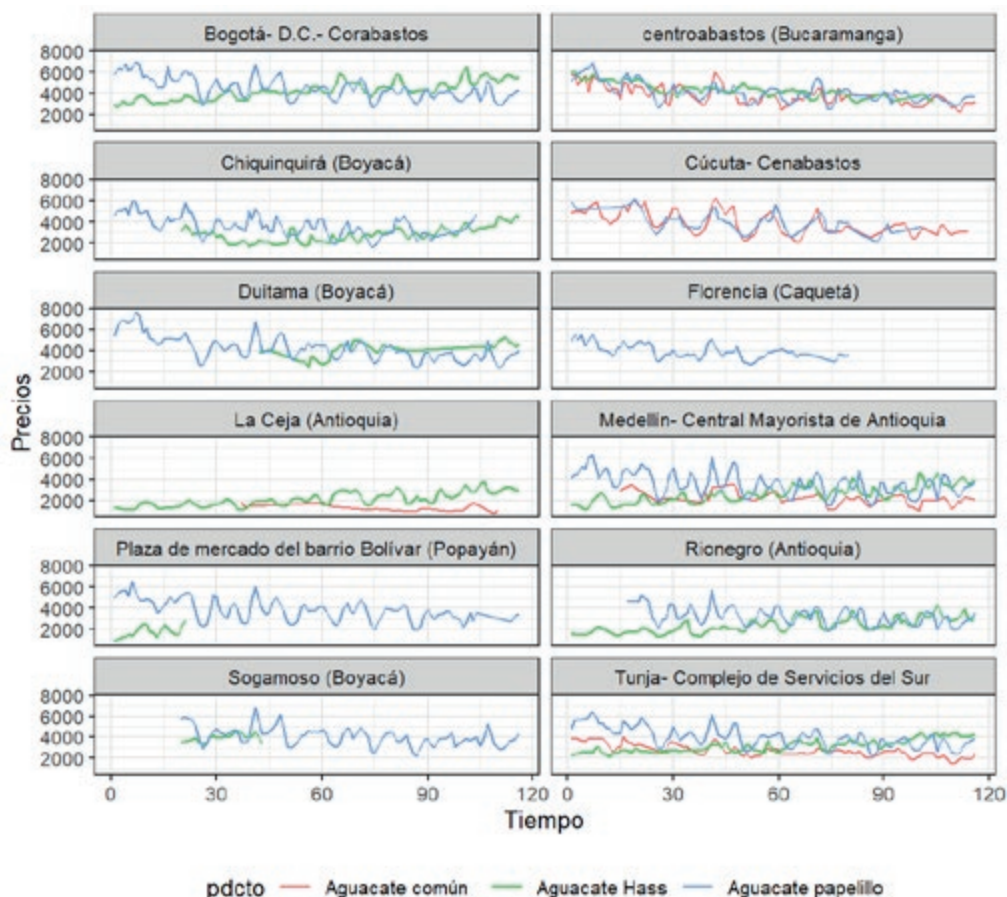 Bogotá- D.C.- Corabastos
centroabastos (Bucaramanga)
8000
6000
4000
2000
Chiquinquirá (Boyacá)
Cúcuta- Cenabastos
8000
6000
4000
2000
Duitama (Boyacá)
Florencia (Caquetá)
8000
6000
4000
2000
Precios
La Ceja (Antioquia)
Medellín- Central Mayorista de Antioquia
8000
6000
4000
2000
Plaza de mercado del barrio Bolívar (Popayán)
Rionegro (Antioquia)
8000
6000
4000
2000
Sogamoso (Boyacá)
Tunja- Complejo de Servicios del Sur
8000
6000
4000
2000
0 30 60 90 120 0 30 60 90 120
Tiempo
pdcto Aguacate común Aguacate Hass Aguacate papelillo